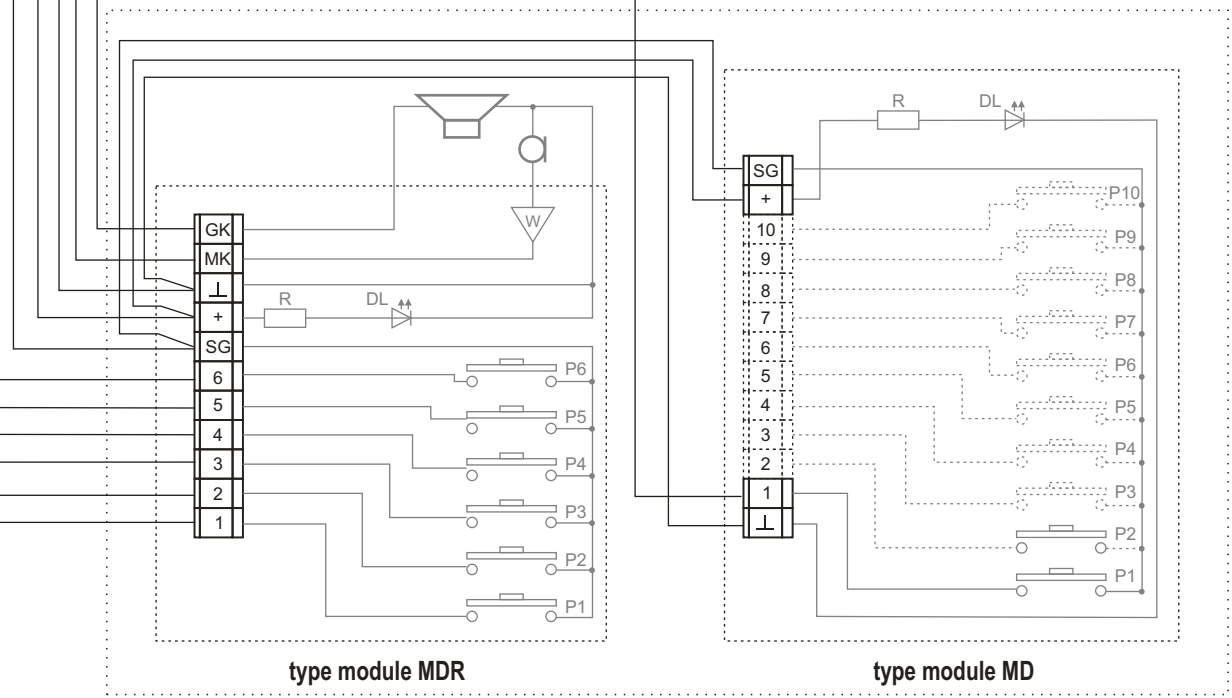 R DL
SG
+
10
9
8
7
6
5
4
3
2
1
⊥
P10
P9
P8
P7
P6
P5
P4
P3
P2
P1
W
GK
MK
⊥
+
SG
6
5
4
3
2
1
R DL
P6
P5
P4
P3
P2
P1
type module MDR
type module MD